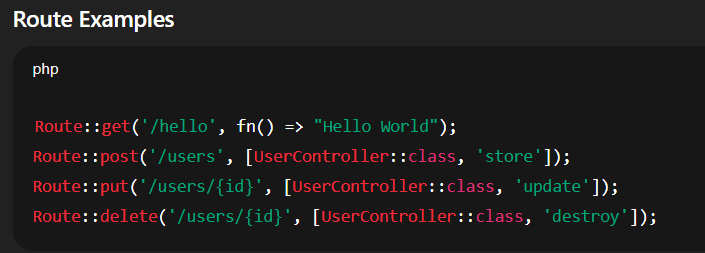 Route Examples
php
Route::get('/hello', fn() => "Hello World");
Route::post('/users', [UserController::class, 'store']);
Route::put('/users/{id}', [UserController::class, 'update']);
Route::delete('/users/{id}', [UserController::class, 'destroy']);